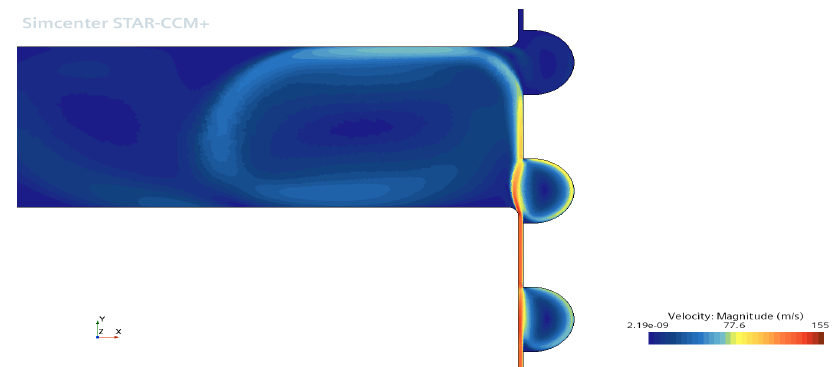 Simcenter STAR-CCM+
Y
Z X
Velocity: Magnitude (m/s)
2.19e-09 77.6 155